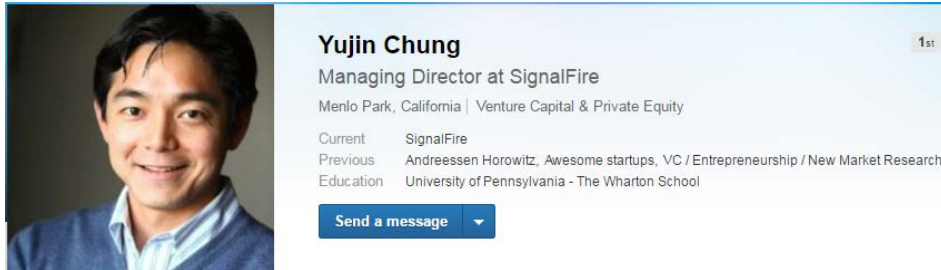 Yujin Chung
1st
Managing Director at SignalFire
Menlo Park, California | Venture Capital & Private Equity
Current SignalFire
Previous Andreessen Horowitz, Awesome startups, VC / Entrepreneurship / New Market Research
Education University of Pennsylvania - The Wharton School
Send a message